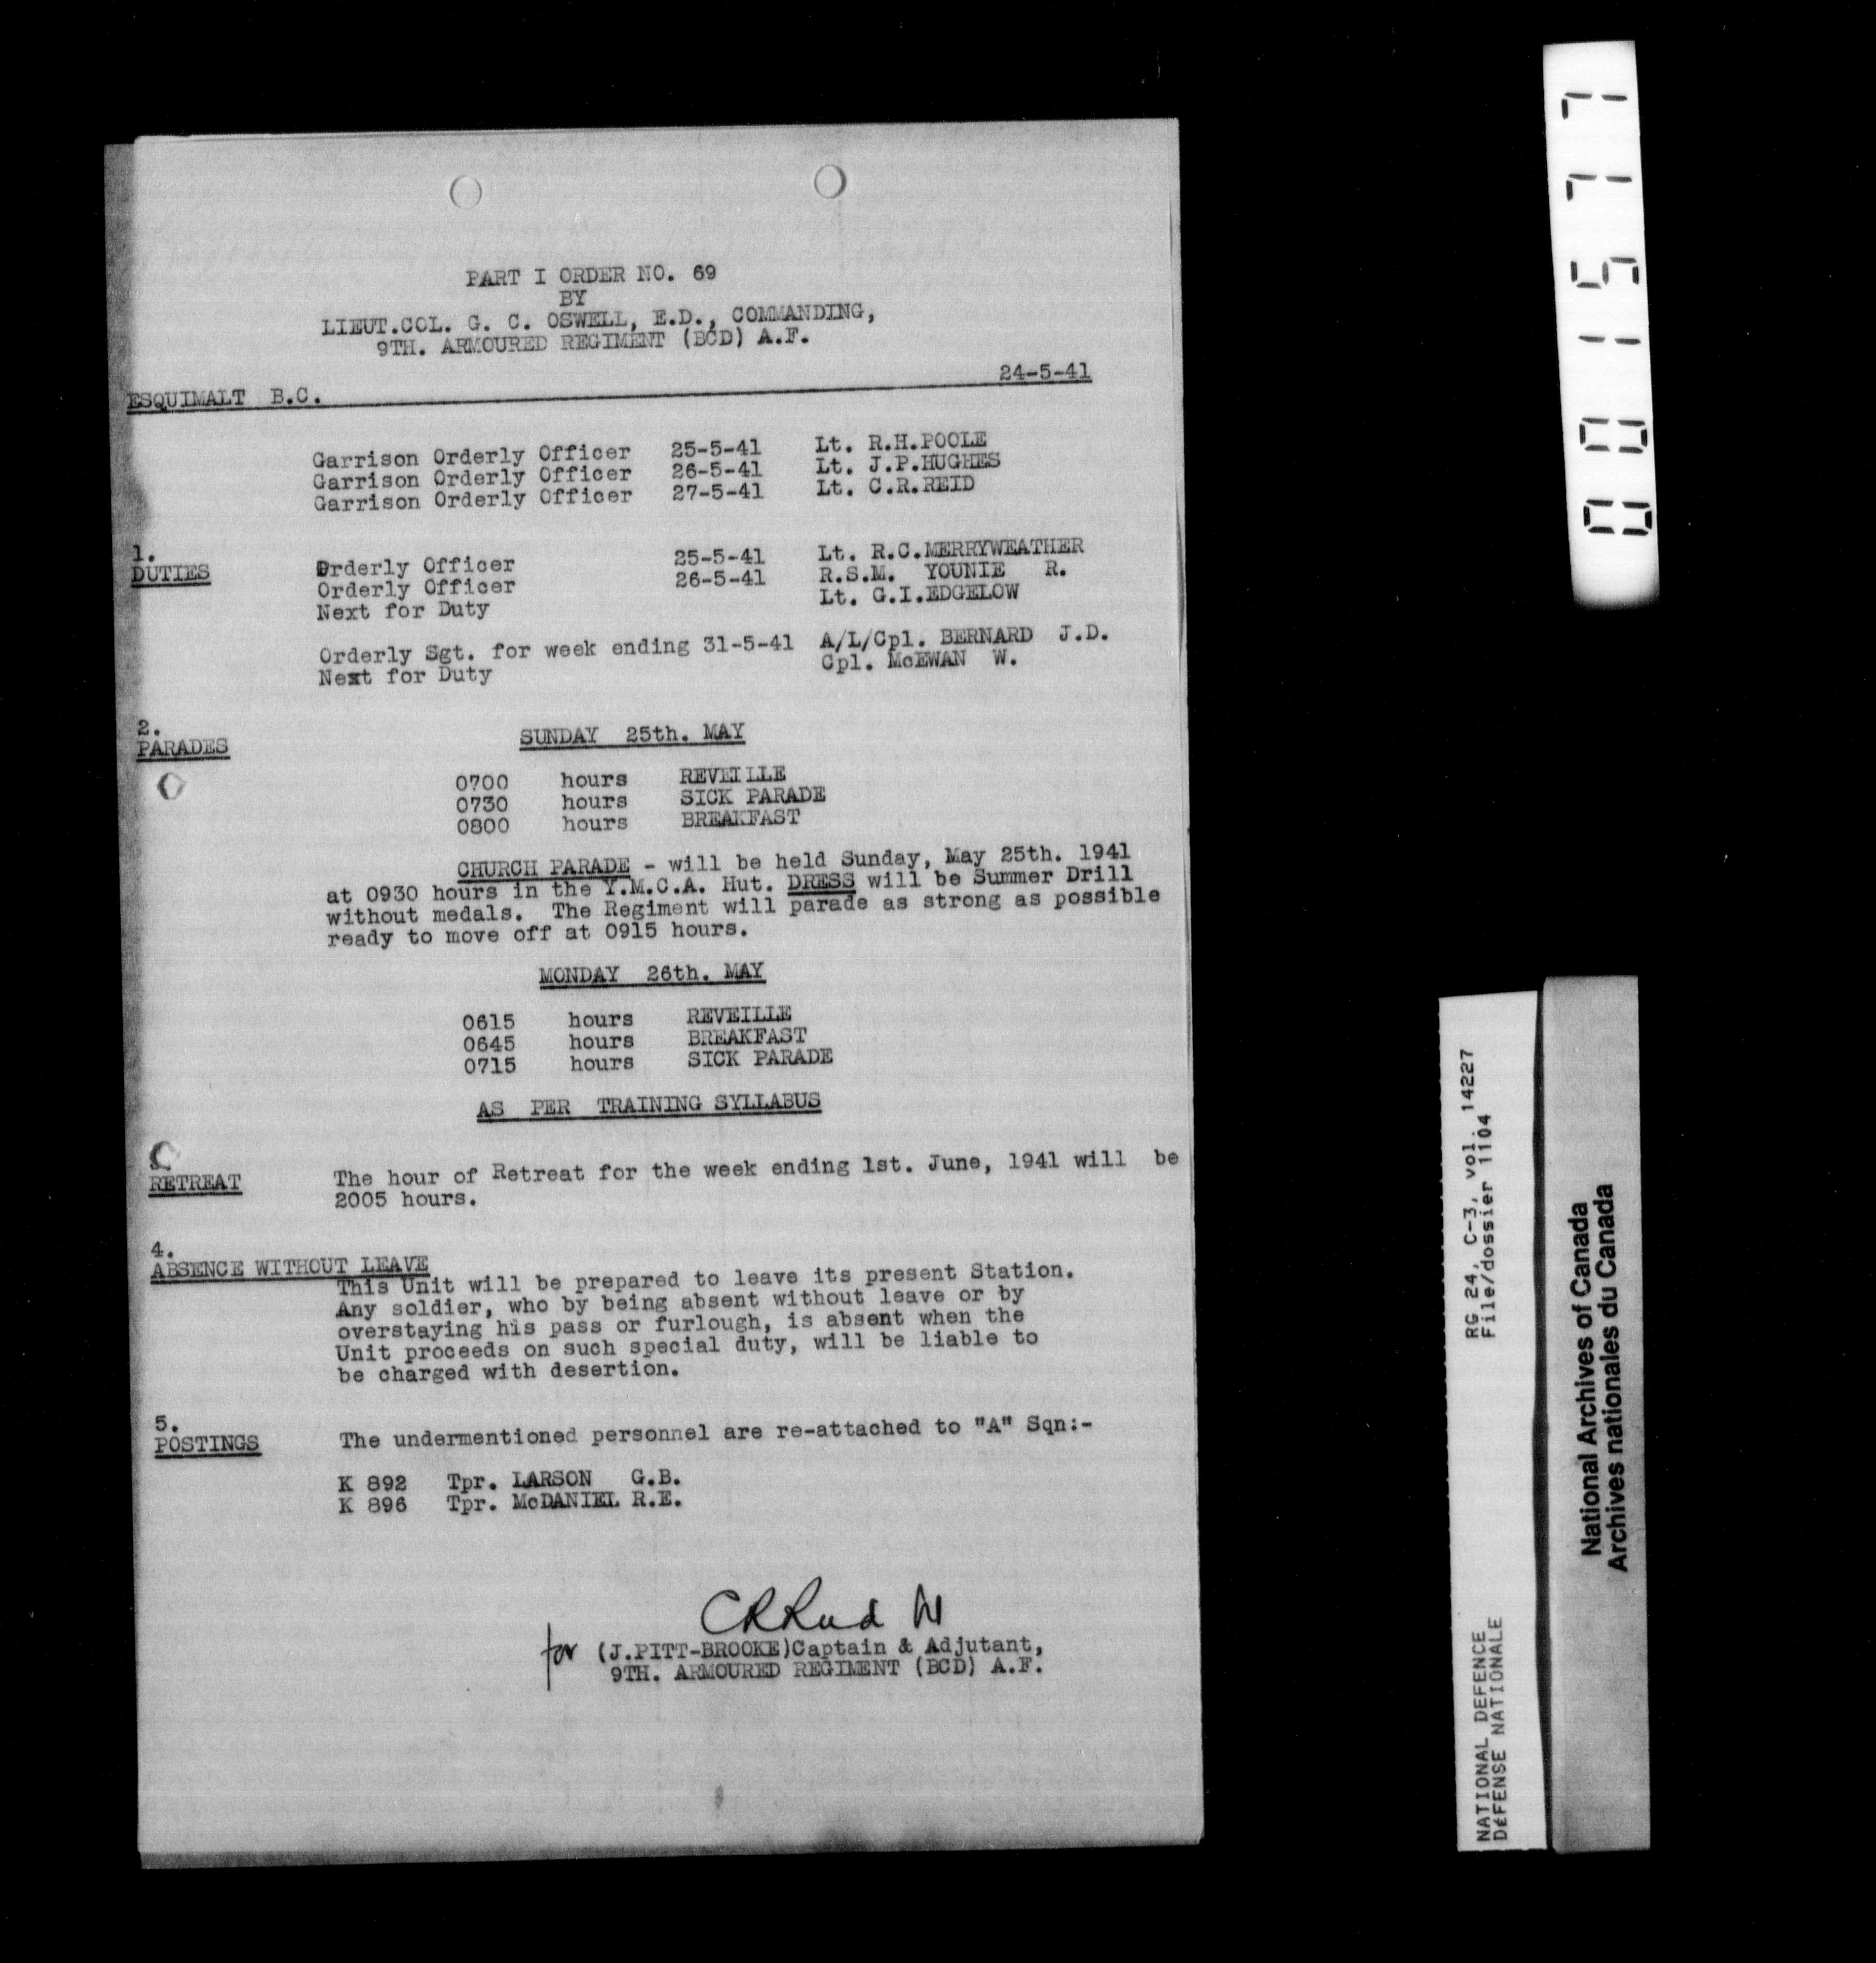 PART I ORDER NO. 69
BY
LIEUT.COL. G. C. OSWELL, E.D., COMMANDING,
9TH. ARMOURED REGIMENT (BCD) A.F.
24-5-41
ESQUIMALT B.C.
Garrison Orderly Officer 25-5-41 Lt. R.H.POOLE
Garrison Orderly Officer 26-5-41 Lt. J.P.HUGHES
Garrison Orderly Officer 27-5-41 Lt. C.R.REID
1.
DUTIES
Orderly Officer 25-5-41 Lt. R.C.MERRYWEATHER
Orderly Officer 26-5-41 R.S.M. YOUNIE R.
Next for Duty Lt. G.I.EDGELOW
Orderly Sgt. for week ending 31-5-41 A/L/Cpl. BERNARD J.D.
Next for Duty Cpl. McEWAN W.
2.
PARADES
SUNDAY 25th. MAY
0700 hours REVEILLE
0730 hours SICK PARADE
0800 hours BREAKFAST
CHURCH PARADE - will be held Sunday, May 25th. 1941
at 0930 hours in the Y.M.C.A. Hut. DRESS will be Summer Drill
without medals. The Regiment will parade as strong as possible
ready to move off at 0915 hours.
MONDAY 26th. MAY
0615 hours REVEILLE
0645 hours BREAKFAST
0715 hours SICK PARADE
AS PER TRAINING SYLLABUS
RETREAT
The hour of Retreat for the week ending 1st. June, 1941 will be
2005 hours.
4.
ABSENCE WITHOUT LEAVE
This Unit will be prepared to leave its present Station.
Any soldier, who by being absent without leave or by
overstaying his pass or furlough, is absent when the
Unit proceeds on such special duty, will be liable to
be charged with desertion.
5.
POSTINGS
The undermentioned personnel are re-attached to "A" Sqn:-
K 892 Tpr. LARSON G.B.
K 896 Tpr. McDANIEL R.E.
for (J.PITT-BROOKE)Captain & Adjutant,
9TH. ARMOURED REGIMENT (BCD) A.F.
001577
RG 24, C-3, vol. 14227
File/dossier 1104
NATIONAL DEFENCE
DéFENSE NATIONALE
National Archives of Canada
Archives nationales du Canada